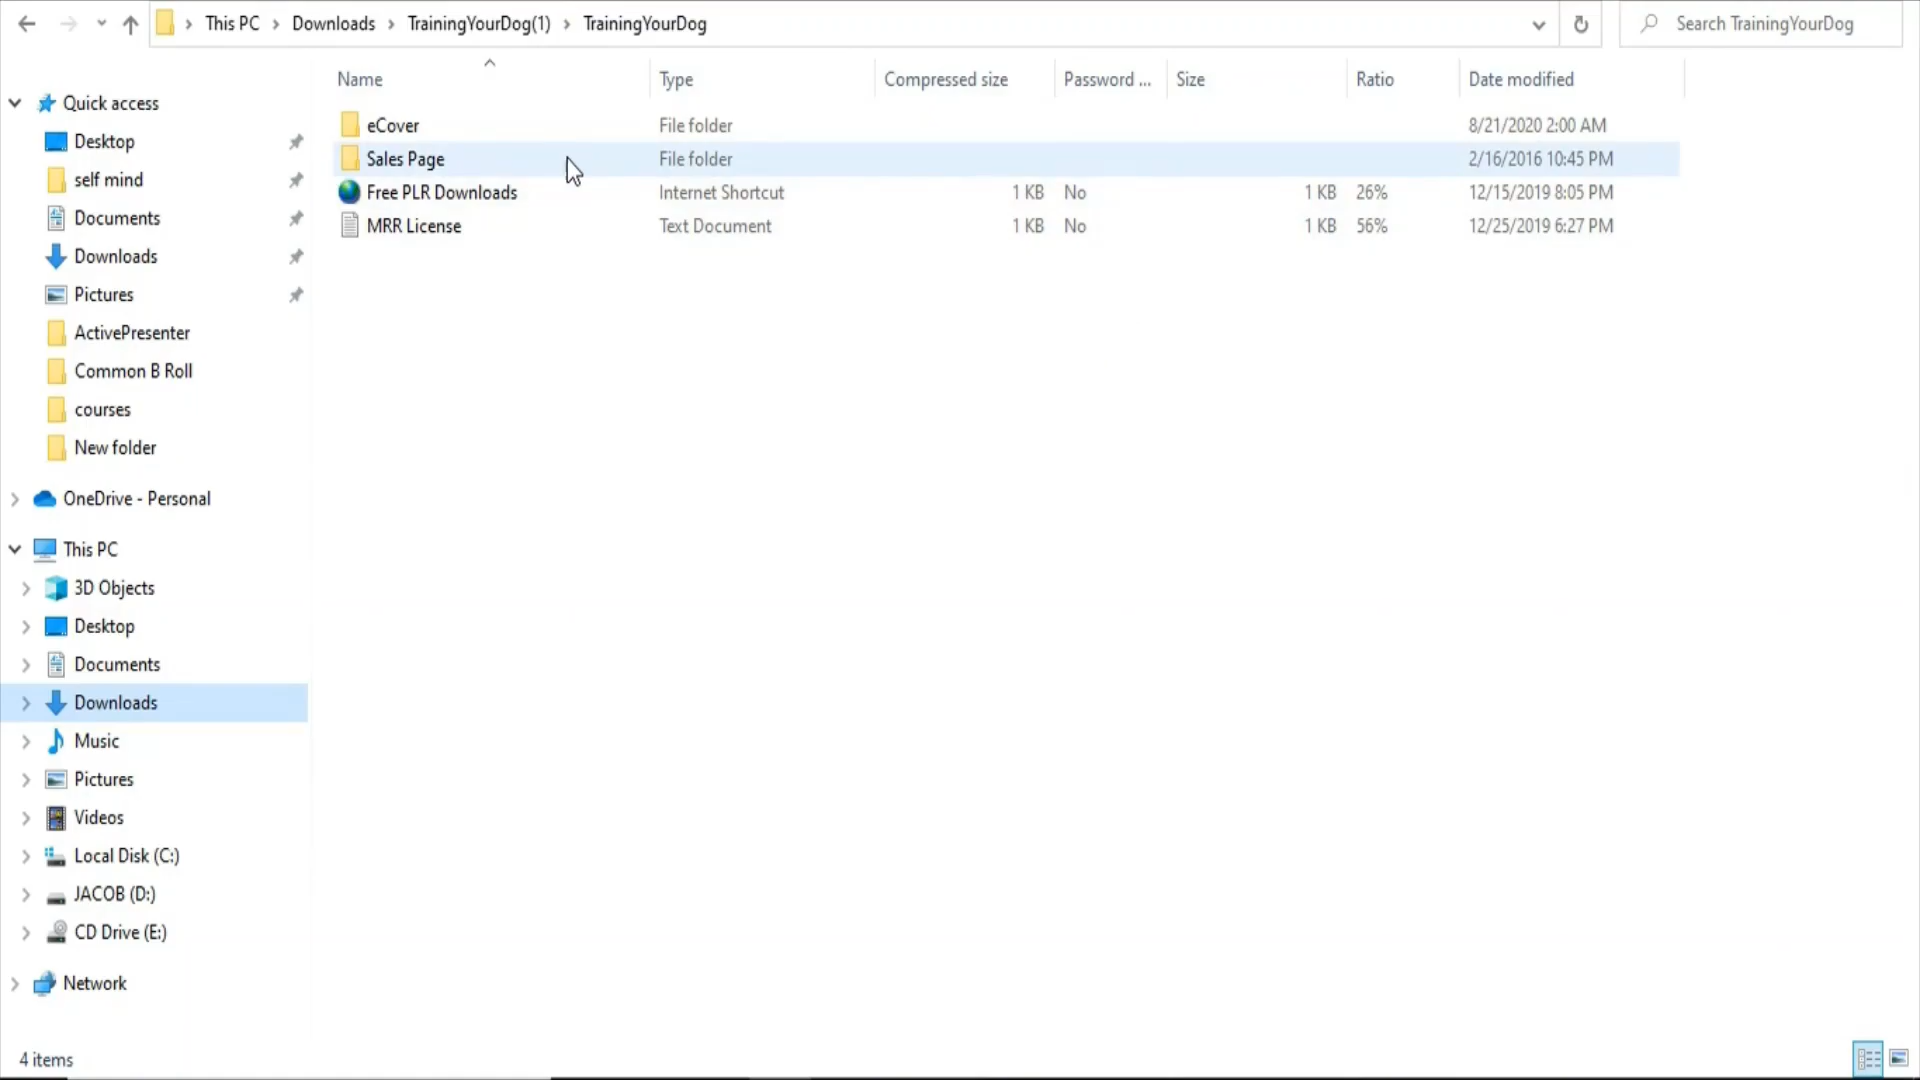 This PC > Downloads > TrainingYourDog(1) > TrainingYourDog
Search TrainingYourDog
Name Type Compressed size Password ... Size Ratio Date modified
eCover File folder 8/21/2020 2:00 AM
Sales Page File folder 2/16/2016 10:45 PM
Free PLR Downloads Internet Shortcut 1 KB No 1 KB 26% 12/15/2019 8:05 PM
MRR License Text Document 1 KB No 1 KB 56% 12/25/2019 6:27 PM
Quick access
Desktop
self mind
Documents
Downloads
Pictures
ActivePresenter
Common B Roll
courses
New folder
OneDrive - Personal
This PC
3D Objects
Desktop
Documents
Downloads
Music
Pictures
Videos
Local Disk (C:)
JACOB (D:)
CD Drive (E:)
Network
4 items